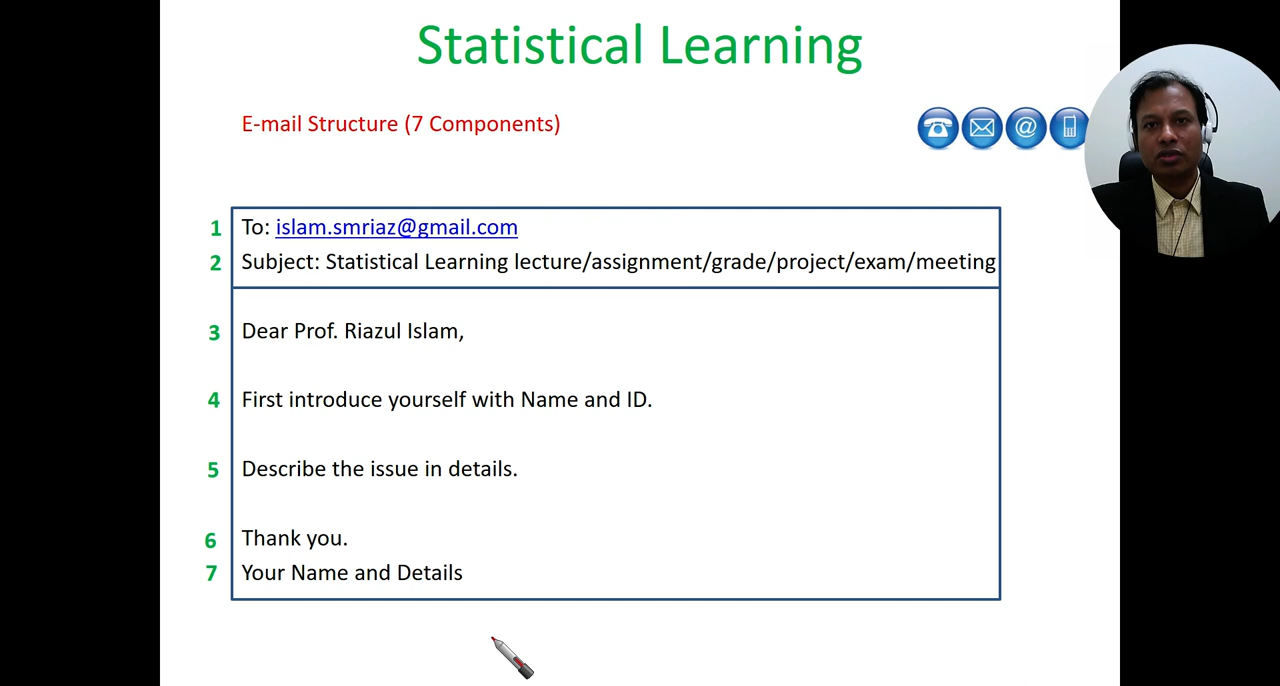 Statistical Learning
E-mail Structure (7 Components)
1 To: islam.smriaz@gmail.com
2 Subject: Statistical Learning lecture/assignment/grade/project/exam/meeting
3 Dear Prof. Riazul Islam,
4 First introduce yourself with Name and ID.
5 Describe the issue in details.
6 Thank you.
7 Your Name and Details